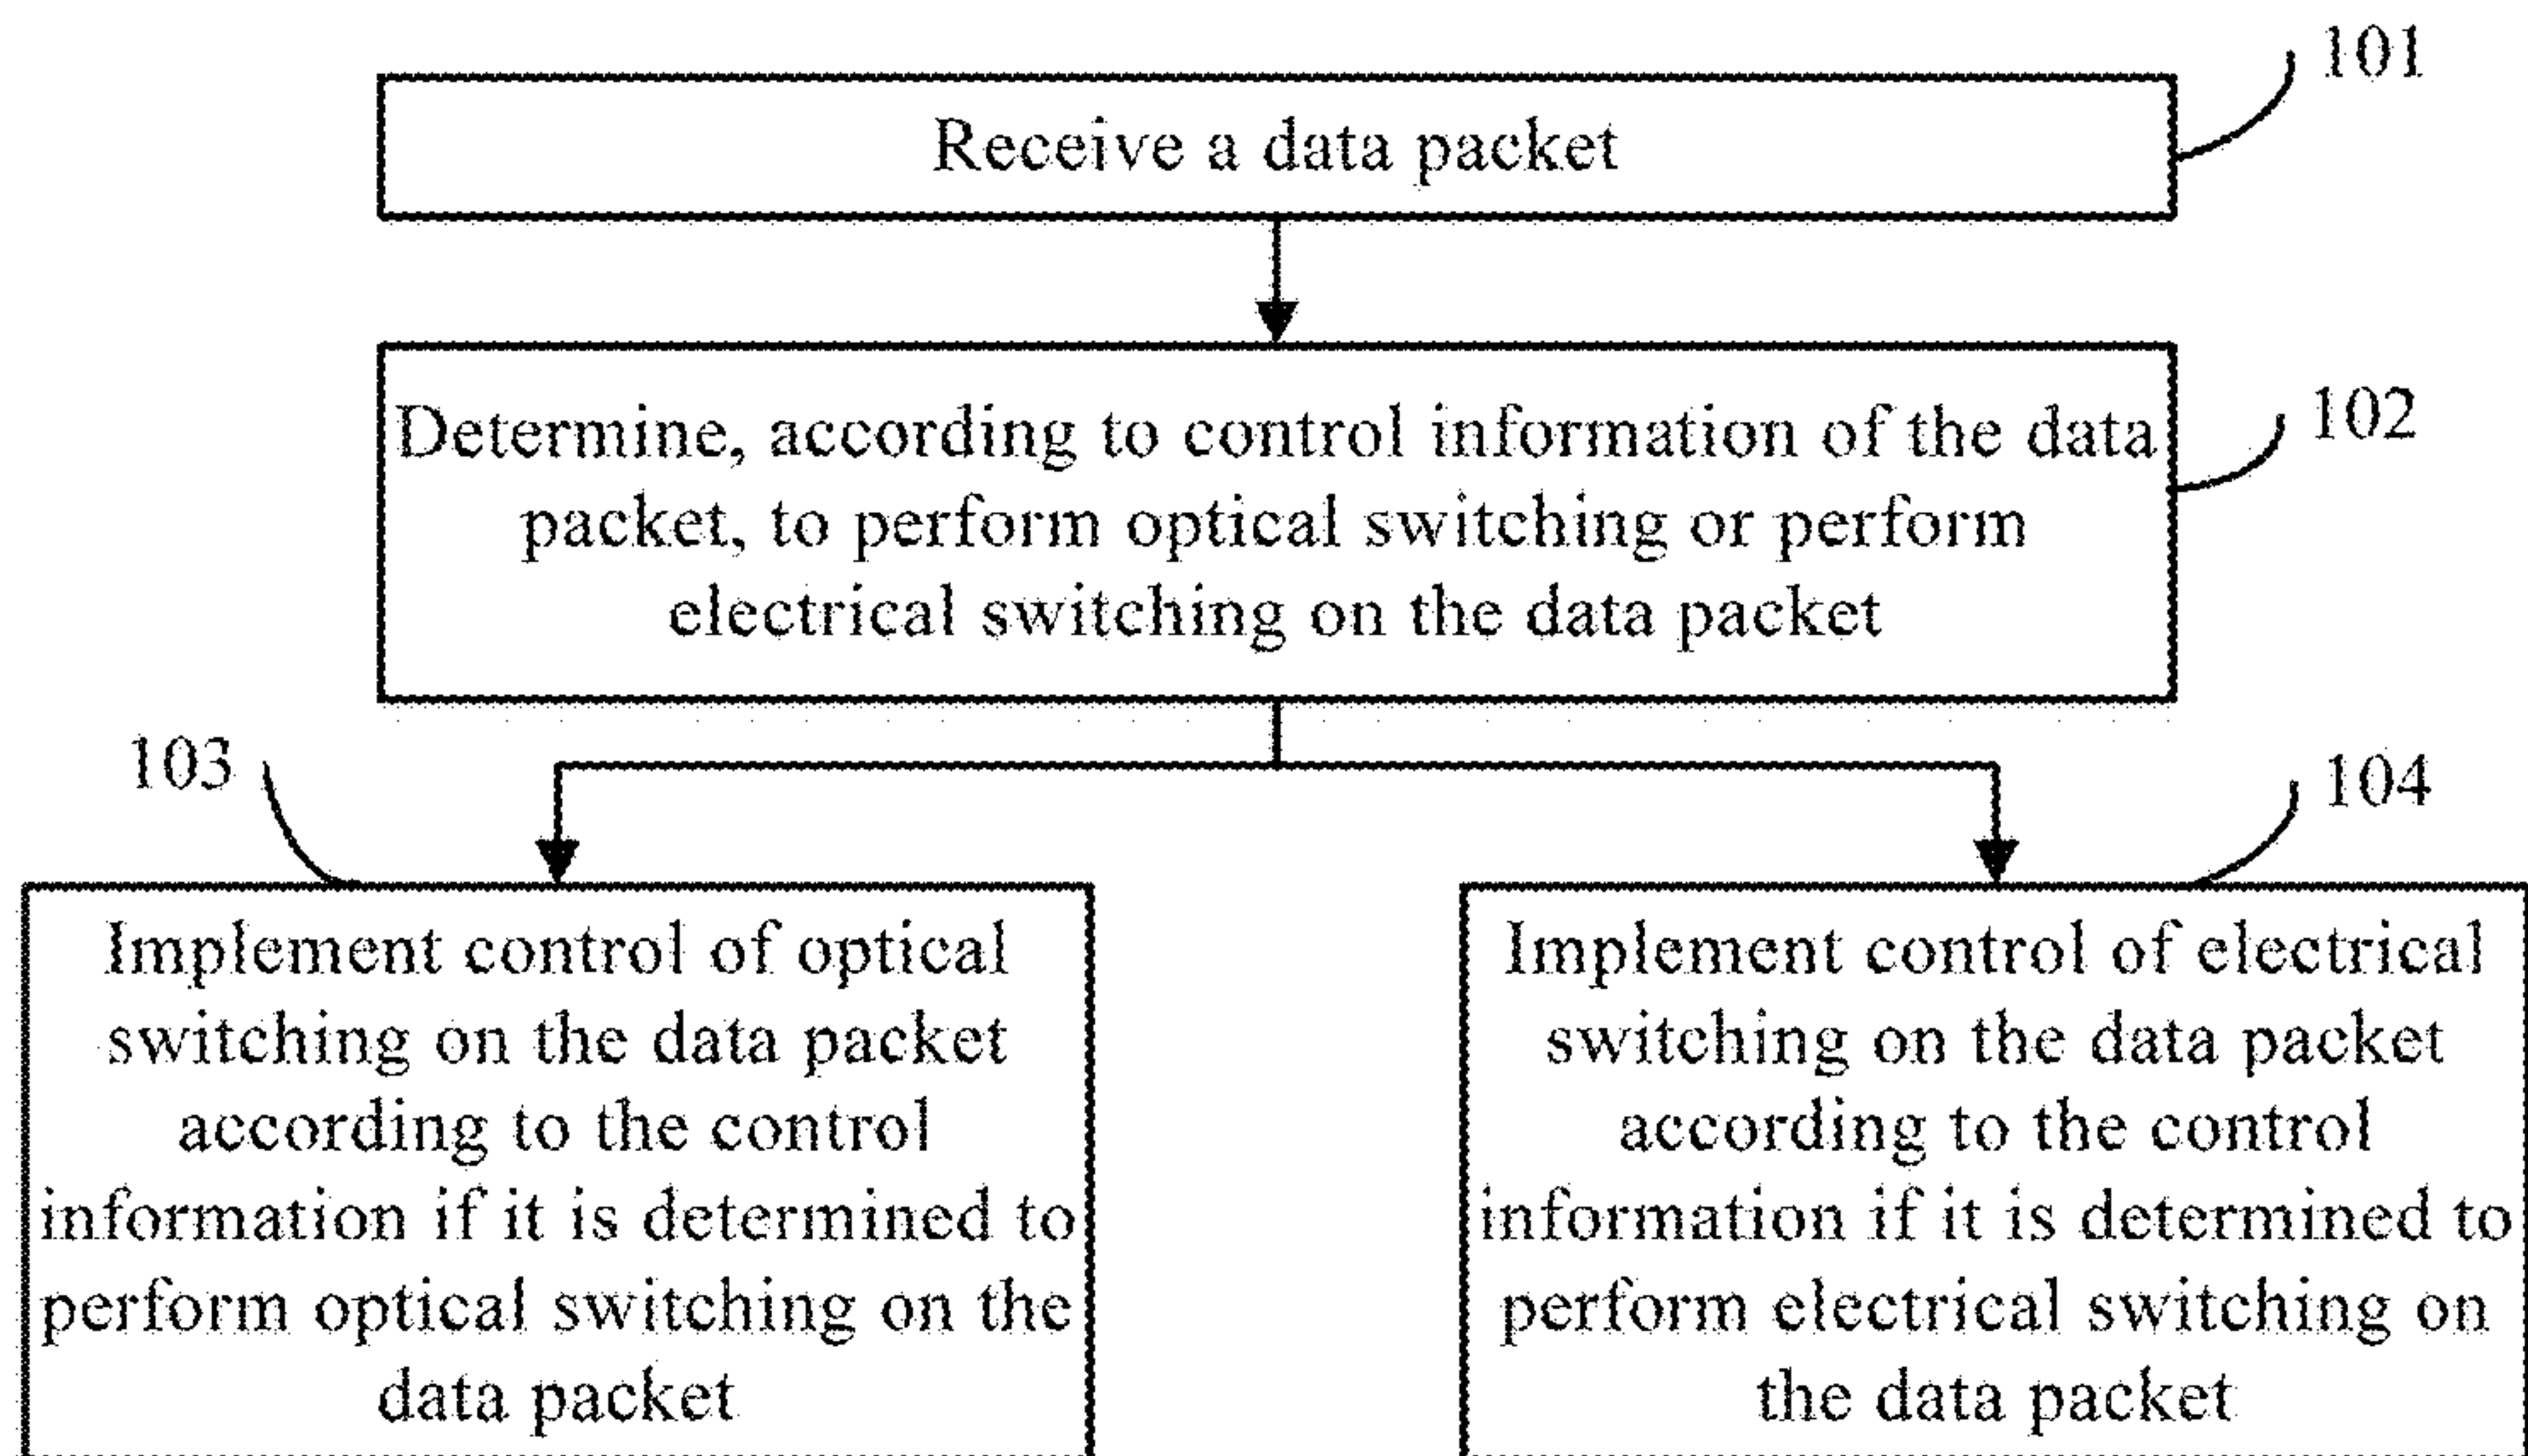 101
Receive a data packet
102
Determine, according to control information of the data
packet, to perform optical switching or perform
electrical switching on the data packet
103
Implement control of optical
switching on the data packet
according to the control
information if it is determined to
perform optical switching on the
data packet
104
Implement control of electrical
switching on the data packet
according to the control
information if it is determined to
perform electrical switching on
the data packet